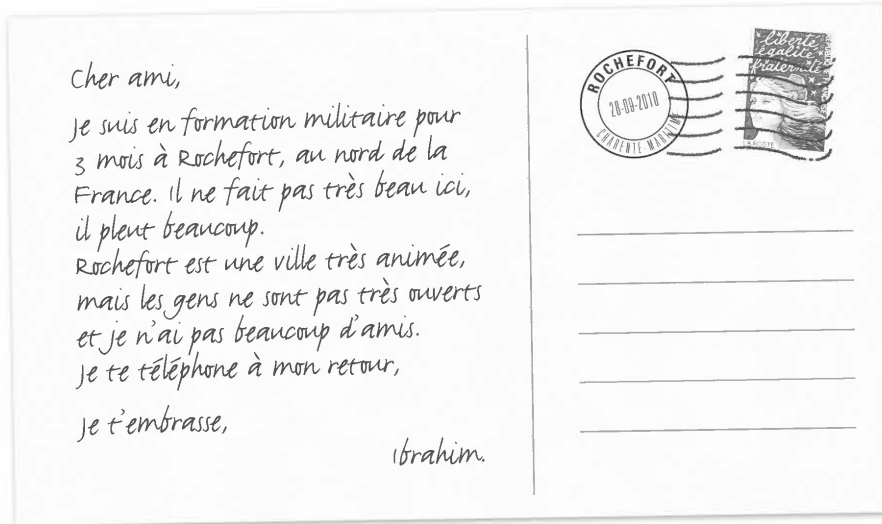 Cher ami,
Je suis en formation militaire pour
3 mois à Rochefort, au nord de la
France. Il ne fait pas très beau ici,
il pleut beaucoup.
Rochefort est une ville très animée,
mais les gens ne sont pas très ouverts
et je n'ai pas beaucoup d'amis.
Je te téléphone à mon retour,
Je t'embrasse,
Ibrahim.
ROCHEFORT
28-09-2010
CHARENTE-MARITIME
liberté
égalité
fraternité
LA POSTE